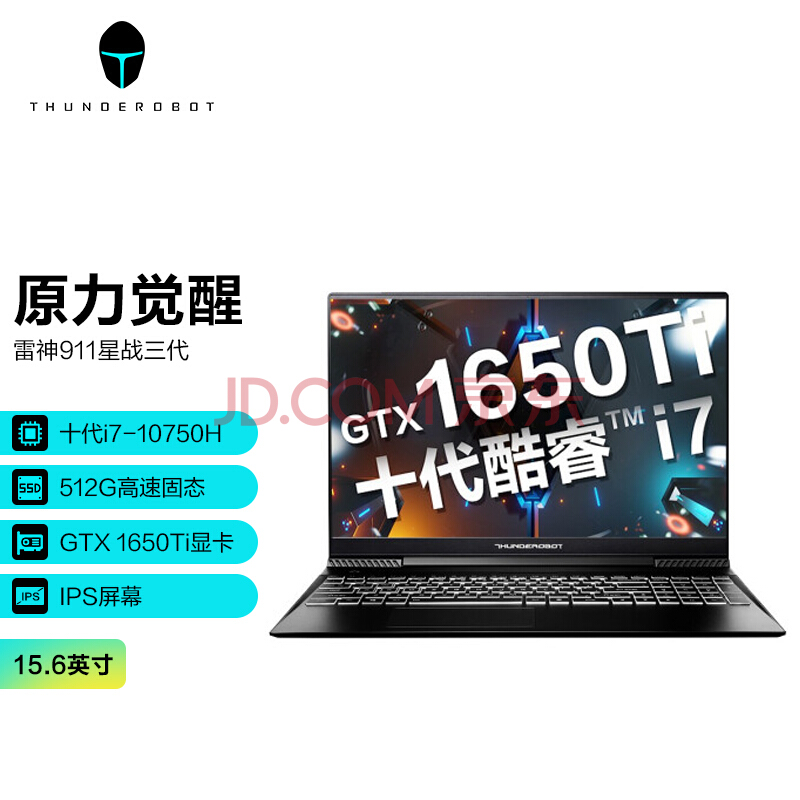 THUNDEROBOT
原力觉醒
雷神911星战三代
十代i7-10750H
SSD
512G高速固态
GTX 1650Ti显卡
IPS
IPS屏幕
15.6英寸
GTX 1650Ti
十代酷睿™ i7
THUNDEROBOT
JD.COM 京东